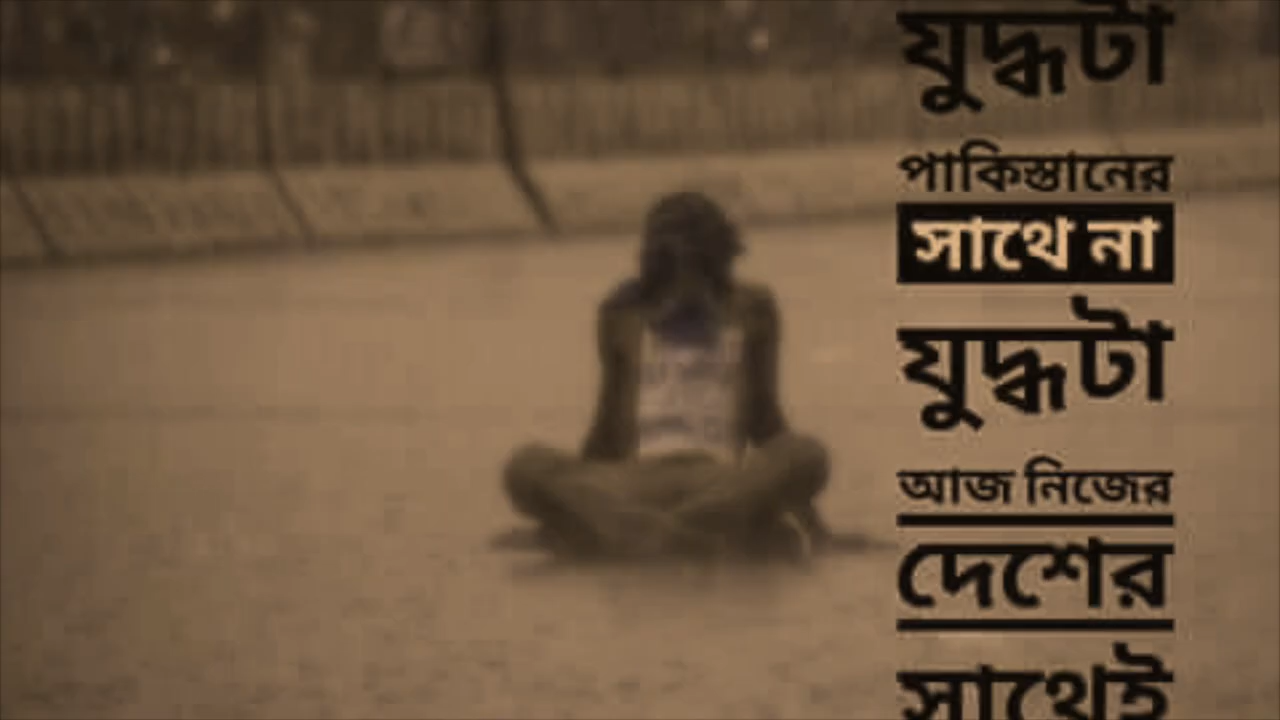 যুদ্ধটা
পাকিস্তানের
সাথে না
যুদ্ধটা
আজ নিজের
দেশের
সাথেই